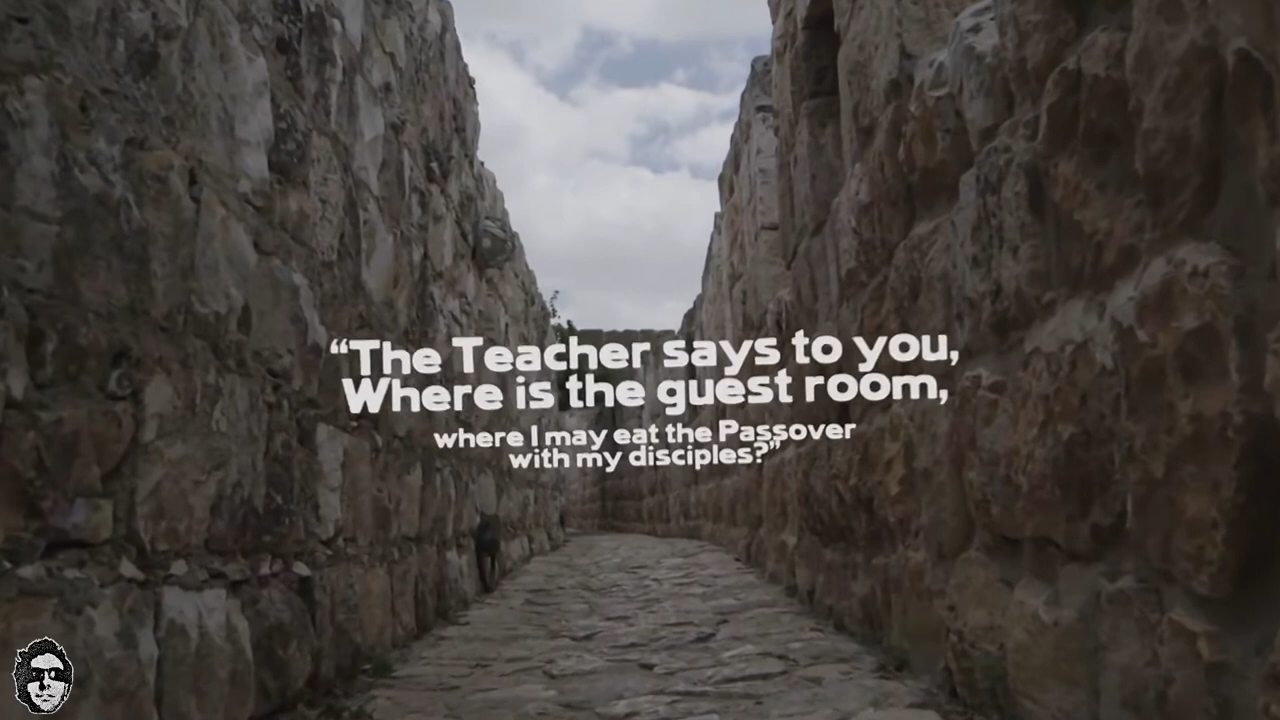 “The Teacher says to you,
Where is the guest room,
where I may eat the Passover
with my disciples?”